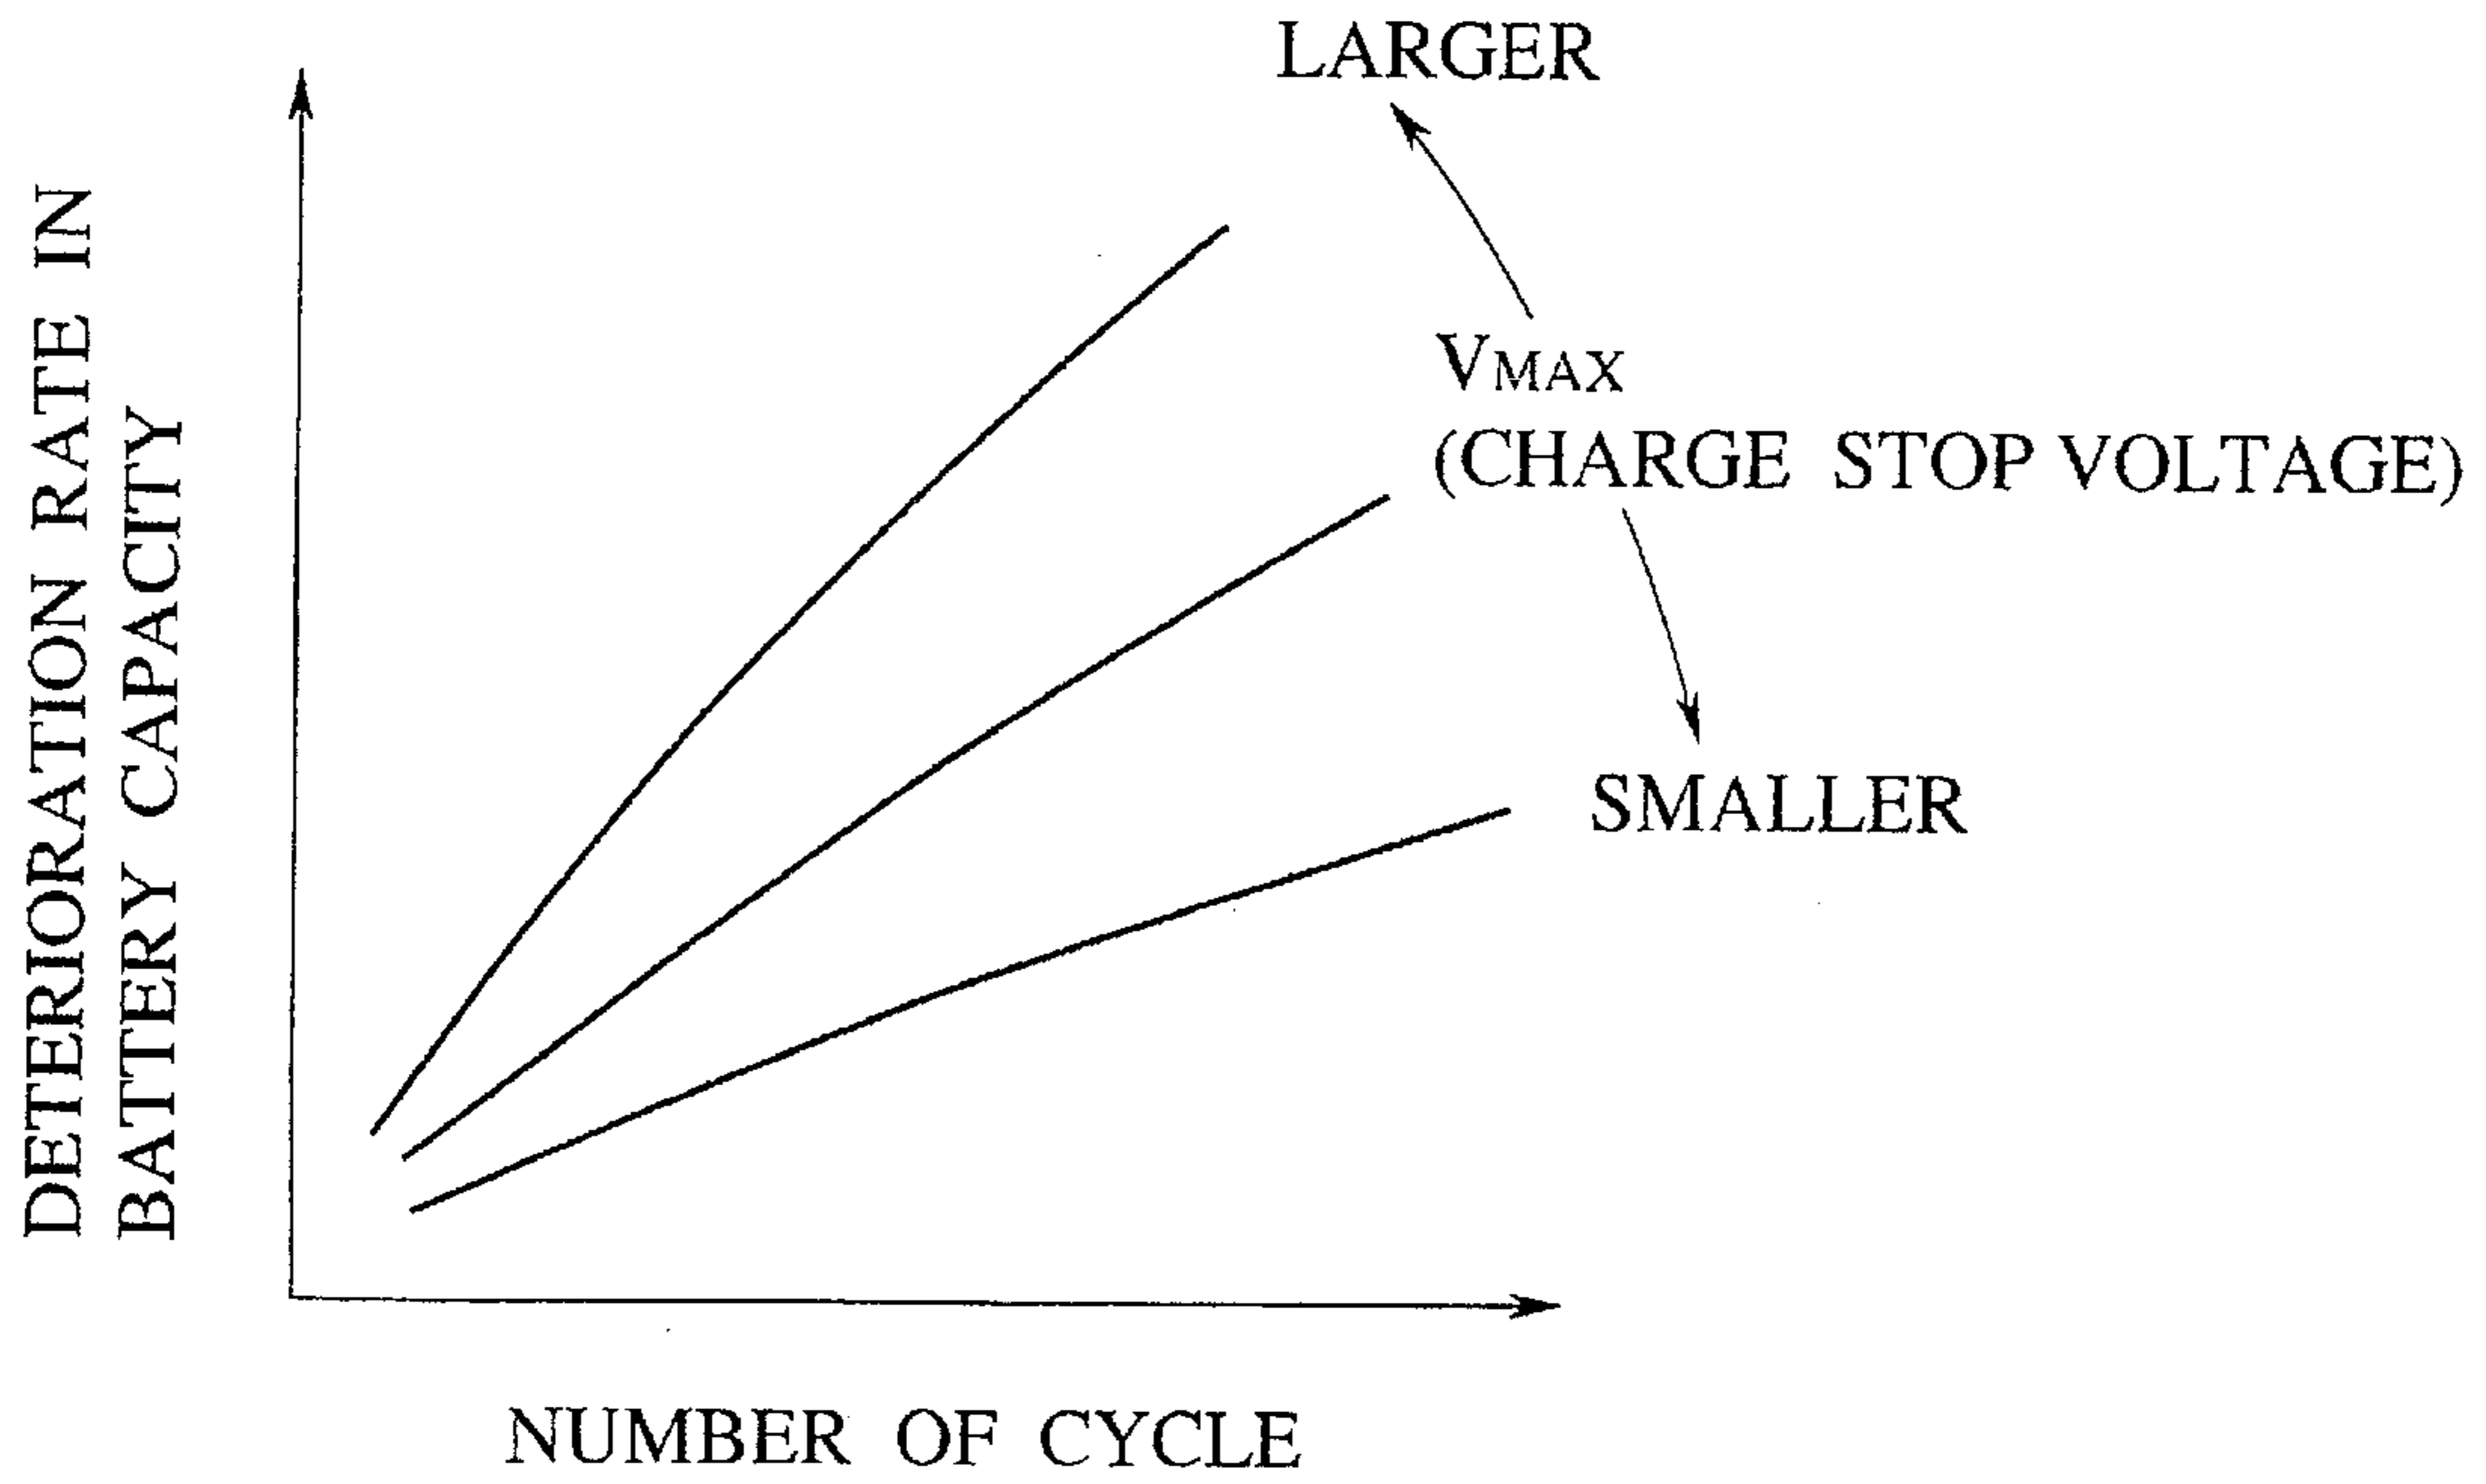 LARGER
VMAX
(CHARGE STOP VOLTAGE)
SMALLER
DETERIORATION RATE IN
BATTERY CAPACITY
NUMBER OF CYCLE